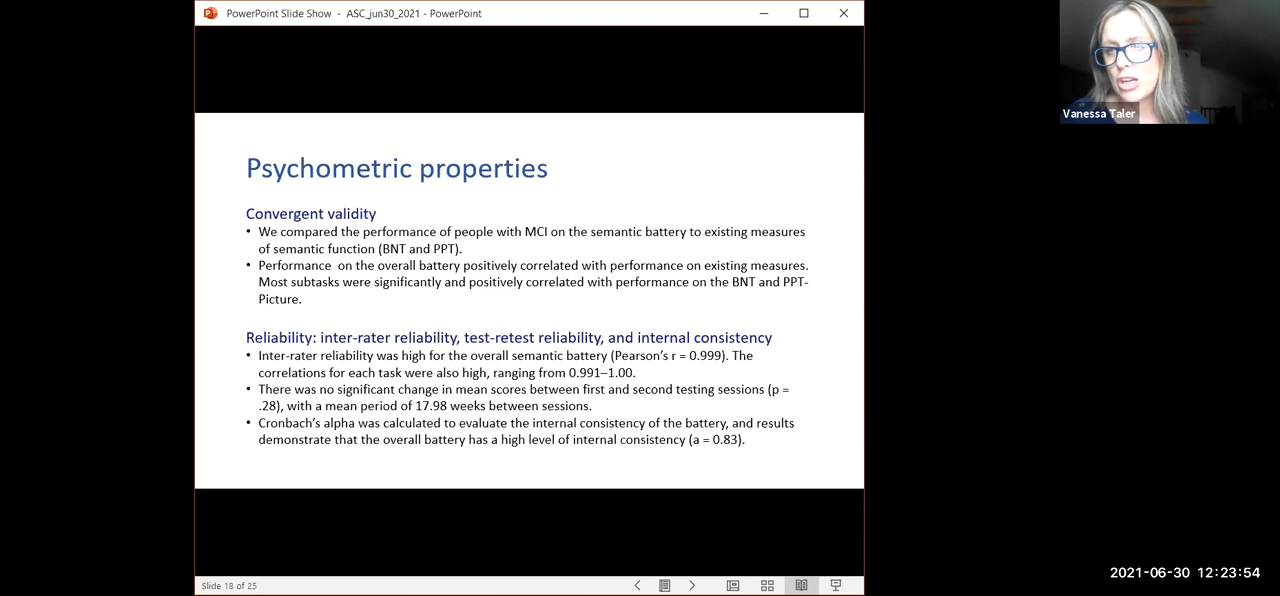 PowerPoint Slide Show - ASC_jun30_2021 - PowerPoint
Vanessa Taler
Psychometric properties
Convergent validity
• We compared the performance of people with MCI on the semantic battery to existing measures
of semantic function (BNT and PPT).
• Performance on the overall battery positively correlated with performance on existing measures.
Most subtasks were significantly and positively correlated with performance on the BNT and PPT-
Picture.
Reliability: inter-rater reliability, test-retest reliability, and internal consistency
• Inter-rater reliability was high for the overall semantic battery (Pearson’s r = 0.999). The
correlations for each task were also high, ranging from 0.991–1.00.
• There was no significant change in mean scores between first and second testing sessions (p =
.28), with a mean period of 17.98 weeks between sessions.
• Cronbach’s alpha was calculated to evaluate the internal consistency of the battery, and results
demonstrate that the overall battery has a high level of internal consistency (a = 0.83).
Slide 18 of 25
2021-06-30 12:23:54